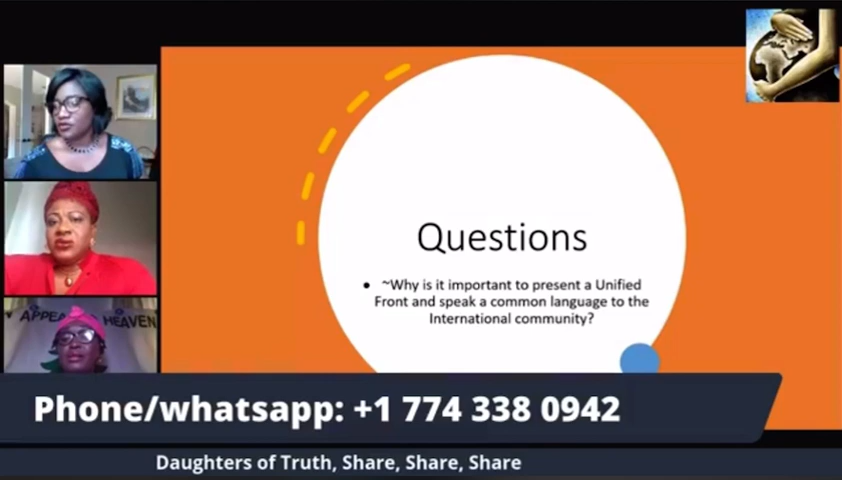 APPEAL HEAVEN
Questions
• ~Why is it important to present a Unified
Front and speak a common language to the
International community?
Phone/whatsapp: +1 774 338 0942
Daughters of Truth, Share, Share, Share